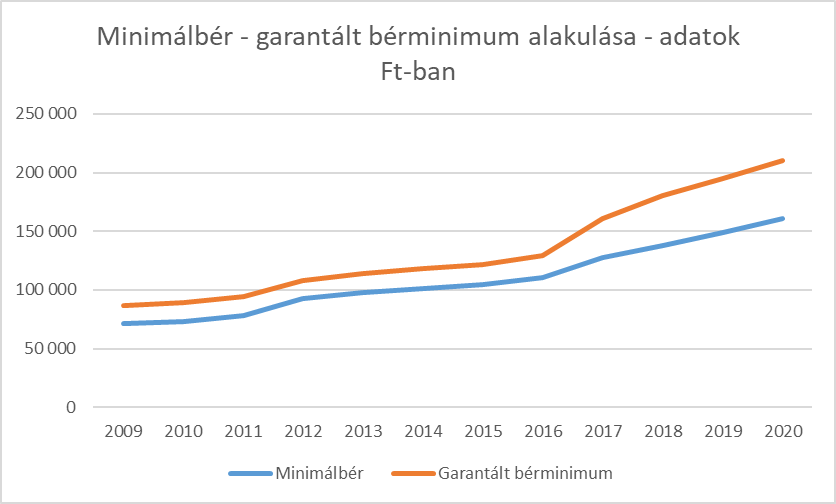 Minimálbér - garantált bérminimum alakulása - adatok
Ft-ban
250 000
200 000
150 000
100 000
50 000
0
2009 2010 2011 2012 2013 2014 2015 2016 2017 2018 2019 2020
Minimálbér Garantált bérminimum